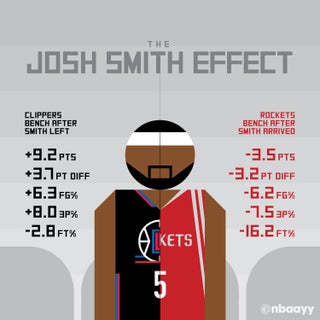 THE
JOSH SMITH EFFECT
CLIPPERS
BENCH AFTER
SMITH LEFT
+9.2 PTS
+3.7 PT DIFF
+6.3 FG%
+8.0 3P%
-2.8 FT%
ROCKETS
BENCH AFTER
SMITH ARRIVED
-3.5 PTS
-3.2 PT DIFF
-6.2 FG%
-7.5 3P%
-16.2 FT%
KETS
5
@nbaayy